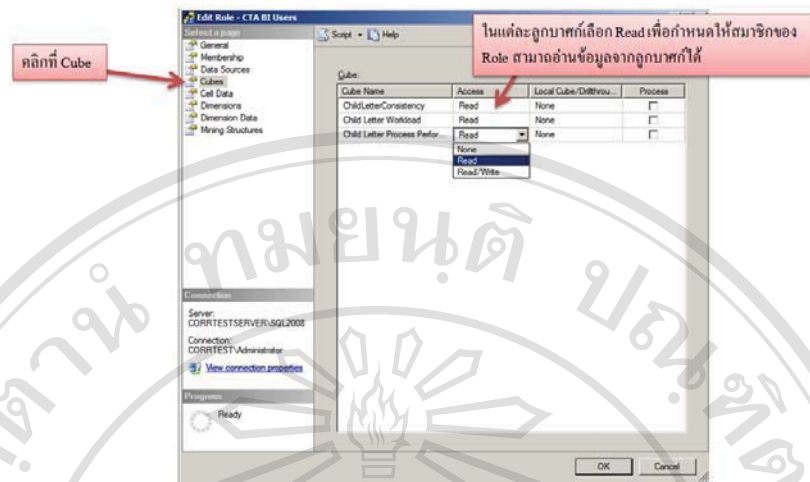 Edit Role - CTA BI Users
ในแต่ละลูกบาศก์เลือก Read เพื่อกำหนดให้สมาชิกของ
Role สามารถอ่านข้อมูลจากลูกบาศก์ได้
คลิกที่ Cube
Select a page
General
Membership
Data Sources
Cubes
Cell Data
Dimensions
Dimension Data
Mining Structures
Script
Help
Cube:
Cube Name Access Local Cube/Drillthrou... Process
ChildLetterConsistency Read None
Child Letter Workload Read None
Child Letter Process Perfor... Read None
None
Read
Read/Write
Connection
Server:
CORRTESTSERVER\SQL2008
Connection:
CORRTEST\Administrator
View connection properties
Progress
Ready
OK Cancel